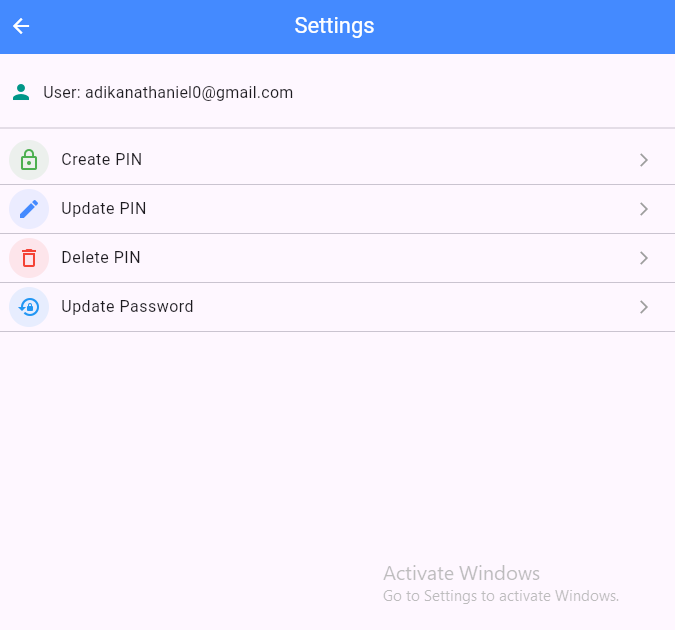 Settings
User: adikanathaniel0@gmail.com
Create PIN
Update PIN
Delete PIN
Update Password
Activate Windows
Go to Settings to activate Windows.